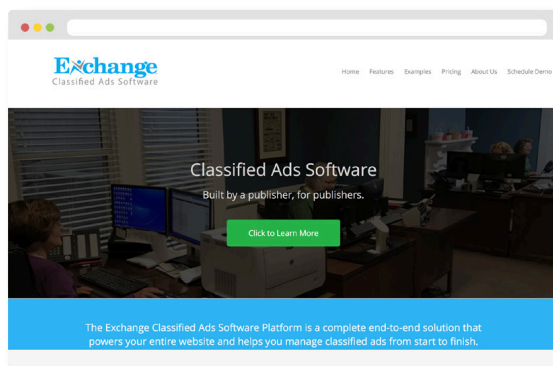 Exchange
Classified Ads Software
Home Features Examples Pricing About Us Schedule Demo
Classified Ads Software
Built by a publisher, for publishers.
Click to Learn More
The Exchange Classified Ads Software Platform is a complete end-to-end solution that
powers your entire website and helps you manage classified ads from start to finish.